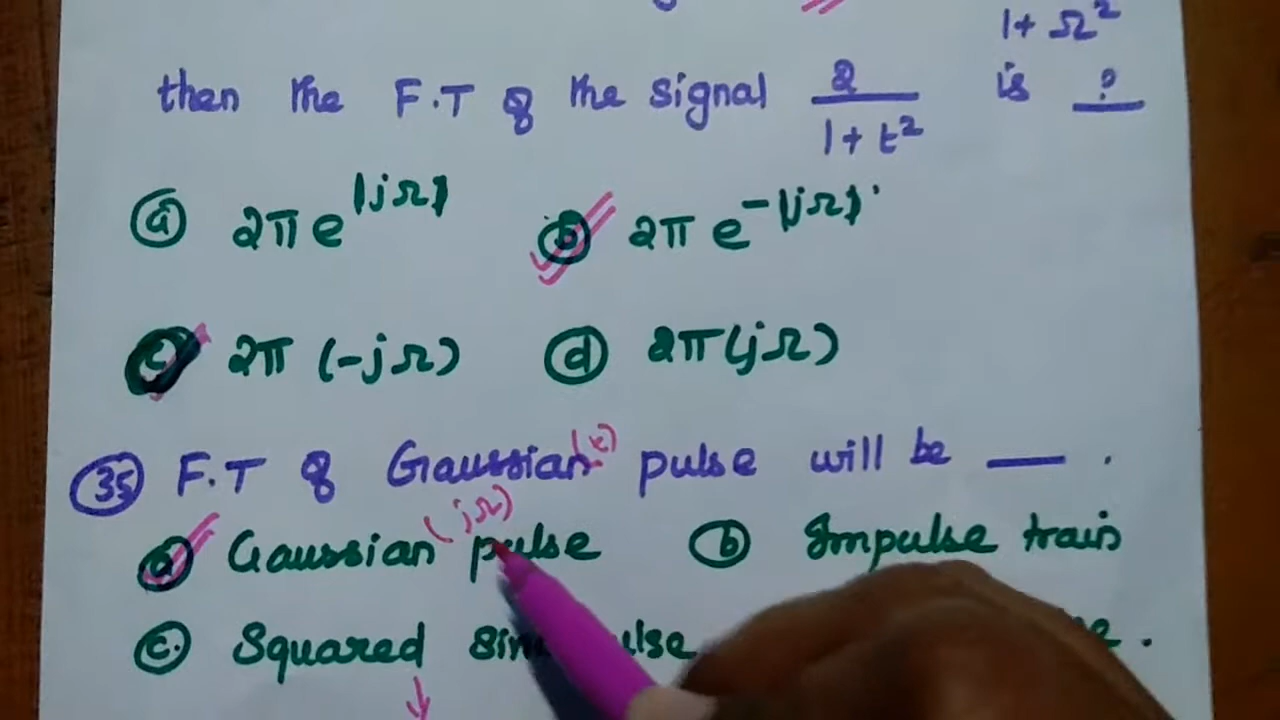 1 + Ω²
then the F.T of the signal 2 / 1 + t² is ?
ⓐ 2π e^|jΩ| ⓑ 2π e^-|jΩ|
ⓒ 2π (-jΩ) ⓓ 2π(jΩ)
(t)
㉟ F.T of Gaussian pulse will be __ .
(jΩ)
ⓐ Gaussian pulse ⓑ Impulse train
ⓒ. Squared